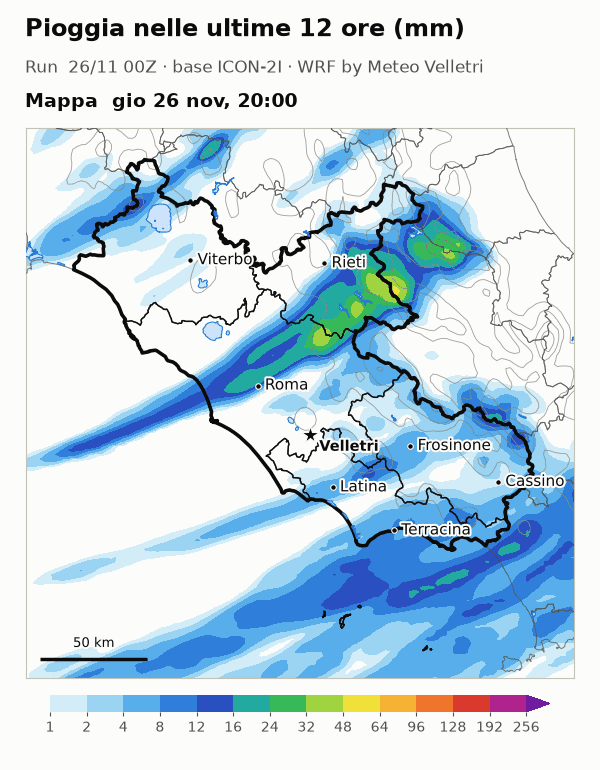 Pioggia nelle ultime 12 ore (mm)
Run  26/11 00Z · base ICON-2I · WRF by Meteo Velletri
Mappa  gio 26 nov, 20:00
Viterbo
Rieti
Roma
Velletri
Frosinone
Latina
Cassino
Terracina
50 km
1 2 4 8 12 16 24 32 48 64 96 128 192 256